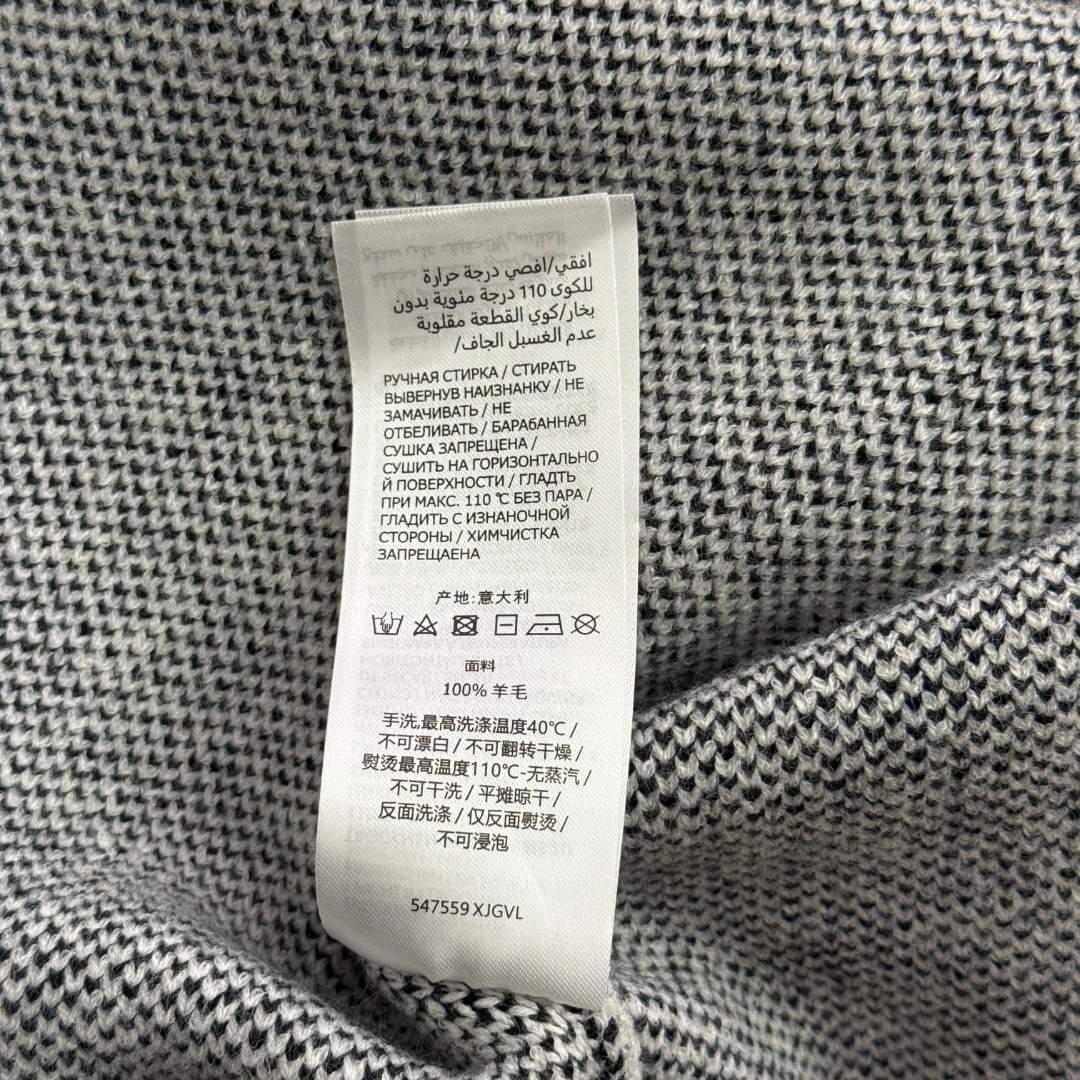 افقي/افصي درجة حرارة
للكوى 110 درجة مئوية بدون
بخار/كوي القطعة مقلوبة
عدم الغسيل الجاف/
РУЧНАЯ СТИРКА / СТИРАТЬ
ВЫВЕРНУВ НАИЗНАНКУ / НЕ
ЗАМАЧИВАТЬ / НЕ
ОТБЕЛИВАТЬ / БАРАБАННАЯ
СУШКА ЗАПРЕЩЕНА /
СУШИТЬ НА ГОРИЗОНТАЛЬНО
Й ПОВЕРХНОСТИ / ГЛАДТЬ
ПРИ МАКС. 110 ℃ БЕЗ ПАРА /
ГЛАДИТЬ С ИЗНАНОЧНОЙ
СТОРОНЫ / ХИМЧИСТКА
ЗАПРЕЩАЕНА
产地:意大利
面料
100% 羊毛
手洗,最高洗涤温度40℃ /
不可漂白 / 不可翻转干燥 /
熨烫最高温度110℃-无蒸汽 /
不可干洗 / 平摊晾干 /
反面洗涤 / 仅反面熨烫 /
不可浸泡
547559 XJGVL